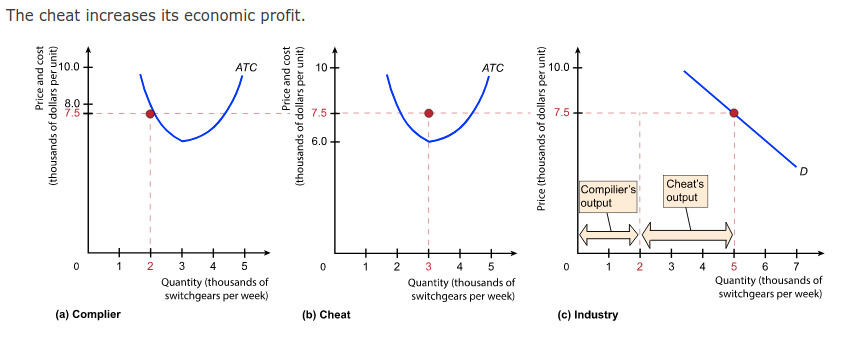 The cheat increases its economic profit.
Price and cost
(thousands of dollars per unit)
10.0
8.0
7.5
ATC
0
1
2
3
4
5
Quantity (thousands of
switchgears per week)
(a) Complier
Price and cost
(thousands of dollars per unit)
10
7.5
6.0
ATC
0
1
2
3
4
5
Quantity (thousands of
switchgears per week)
(b) Cheat
Price (thousands of dollars per unit)
10.0
7.5
D
Compilier's
output
Cheat's
output
0
1
2
3
4
5
6
7
Quantity (thousands of
switchgears per week)
(c) Industry